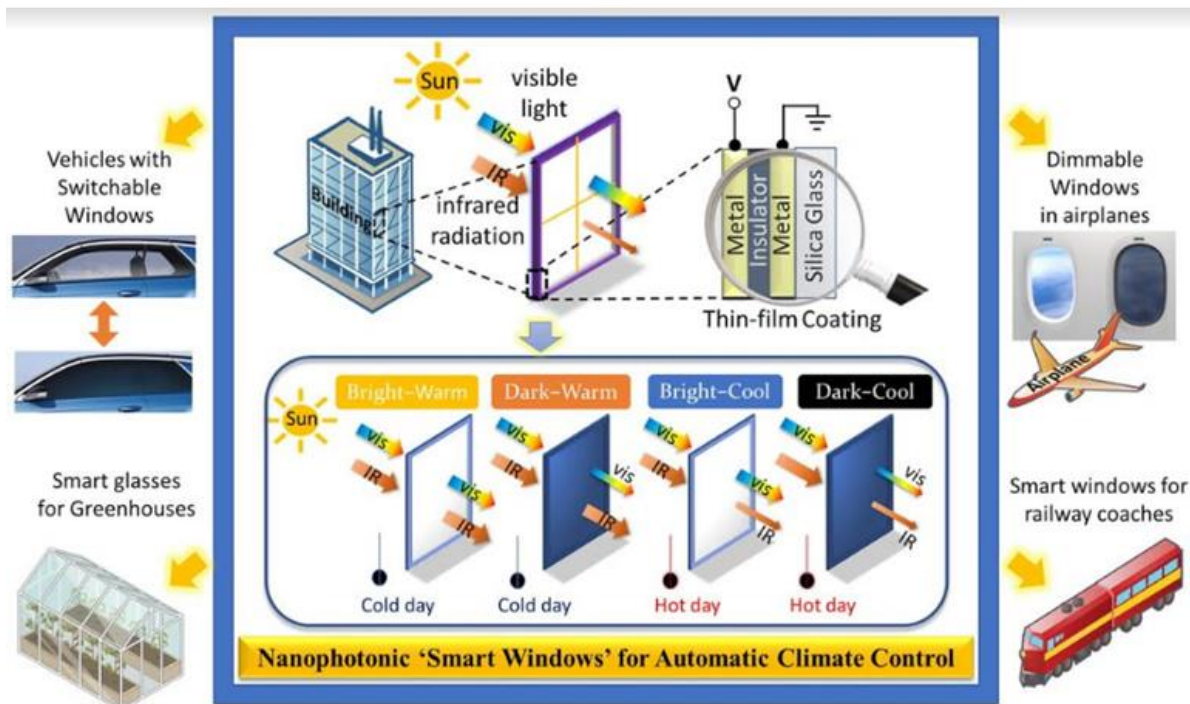 Sun
visible
light
vis
IR
infrared
radiation
Building
V
Metal
Insulator
Metal
Silica Glass
Thin-film Coating
Vehicles with
Switchable
Windows
Smart glasses
for Greenhouses
Dimmable
Windows
in airplanes
Airplane
Smart windows for
railway coaches
Sun
Bright–Warm
vis
IR
vis
IR
Cold day
Dark–Warm
vis
IR
vis
IR
Cold day
Bright–Cool
vis
IR
vis
IR
Hot day
Dark–Cool
vis
vis
IR
Hot day
Nanophotonic ‘Smart Windows’ for Automatic Climate Control